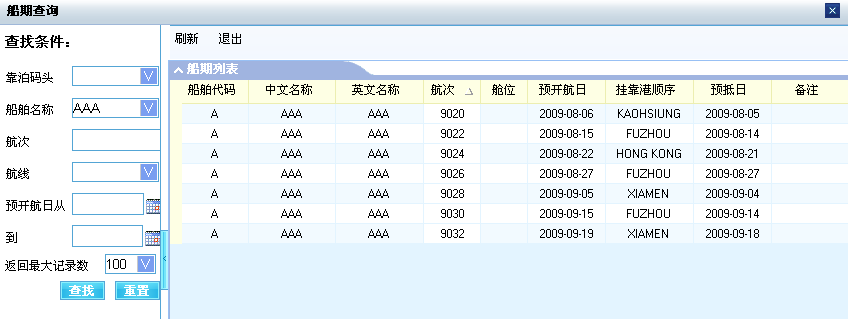 船期查询
查找条件：
靠泊码头
船舶名称 AAA
航次
航线
预开航日从
到
返回最大记录数 100
查找 重置
刷新 退出
船期列表
船舶代码 中文名称 英文名称 航次 舱位 预开航日 挂靠港顺序 预抵日 备注
A AAA AAA 9020 2009-08-06 KAOHSIUNG 2009-08-05
A AAA AAA 9022 2009-08-15 FUZHOU 2009-08-14
A AAA AAA 9024 2009-08-22 HONG KONG 2009-08-21
A AAA AAA 9026 2009-08-27 FUZHOU 2009-08-27
A AAA AAA 9028 2009-09-05 XIAMEN 2009-09-04
A AAA AAA 9030 2009-09-15 FUZHOU 2009-09-14
A AAA AAA 9032 2009-09-19 XIAMEN 2009-09-18